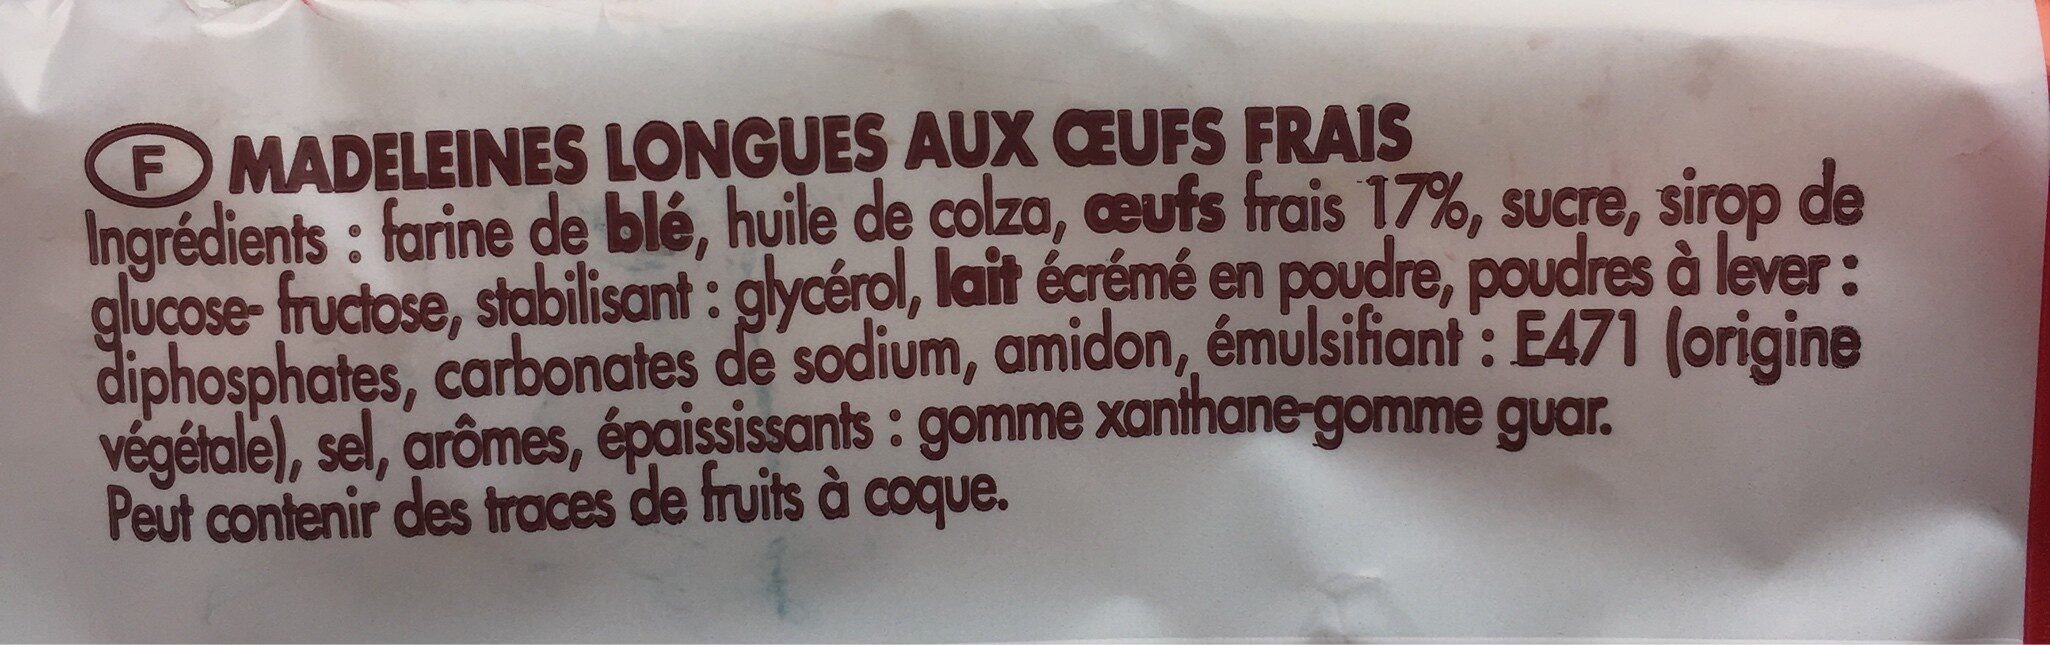 F MADELEINES LONGUES AUX ŒUFS FRAIS
Ingrédients : farine de blé, huile de colza, œufs frais 17%, sucre, sirop de
glucose- fructose, stabilisant : glycérol, lait écrémé en poudre, poudres à lever :
diphosphates, carbonates de sodium, amidon, émulsifiant : E471 (origine
végétale), sel, arômes, épaississants : gomme xanthane-gomme guar.
Peut contenir des traces de fruits à coque.